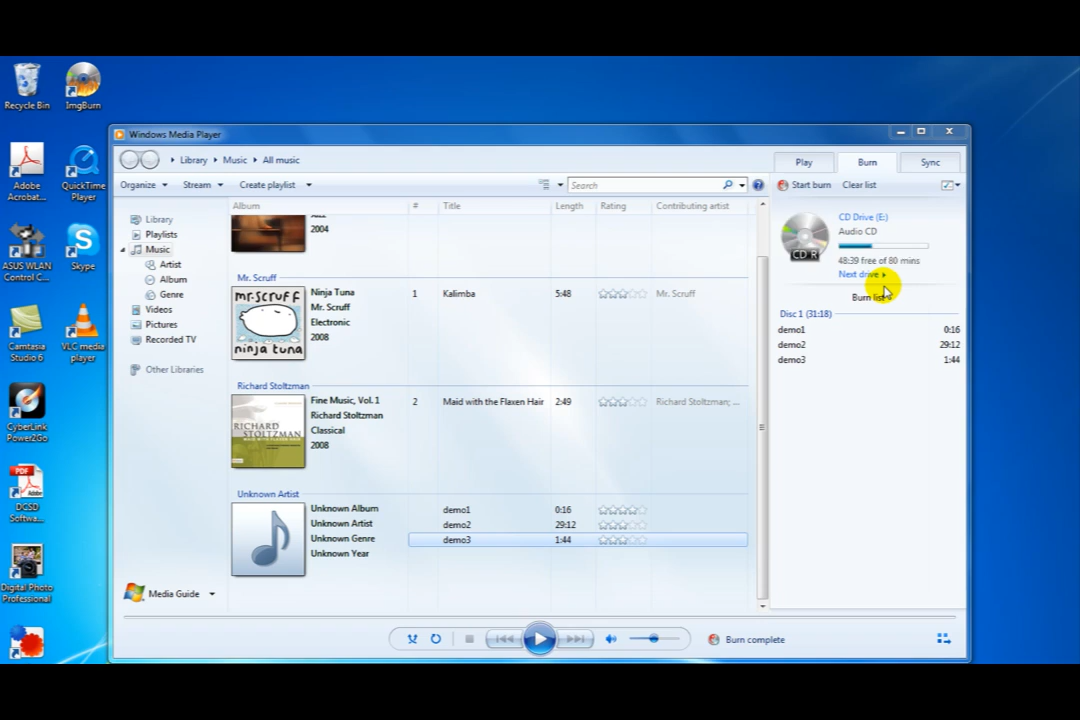 Recycle Bin
ImgBurn
Adobe Acrobat...
QuickTime Player
ASUS WLAN Control C...
Skype
Camtasia Studio 6
VLC media player
CyberLink Power2Go
PDF
Adobe
DCSD Softwa...
Digital Photo Professional
Windows Media Player
Library Music All music
Play Burn Sync
Organize Stream Create playlist Search Start burn Clear list
Library
Playlists
Music
Artist
Album
Genre
Videos
Pictures
Recorded TV
Other Libraries
Media Guide
Album # Title Length Rating Contributing artist
2004
Mr. Scruff
mr·scruff
ninja tuna
Ninja Tuna 1 Kalimba 5:48 Mr. Scruff
Mr. Scruff
Electronic
2008
Richard Stoltzman
RICHARD
STOLTZMAN
Fine Music, Vol. 1 2 Maid with the Flaxen Hair 2:49 Richard Stoltzman; ...
Richard Stoltzman
Classical
2008
Unknown Artist
Unknown Album demo1 0:16
Unknown Artist demo2 29:12
Unknown Genre demo3 1:44
Unknown Year
CD R
CD Drive (E:)
Audio CD
48:39 free of 80 mins
Next drive
Burn list
Disc 1 (31:18)
demo1 0:16
demo2 29:12
demo3 1:44
Burn complete